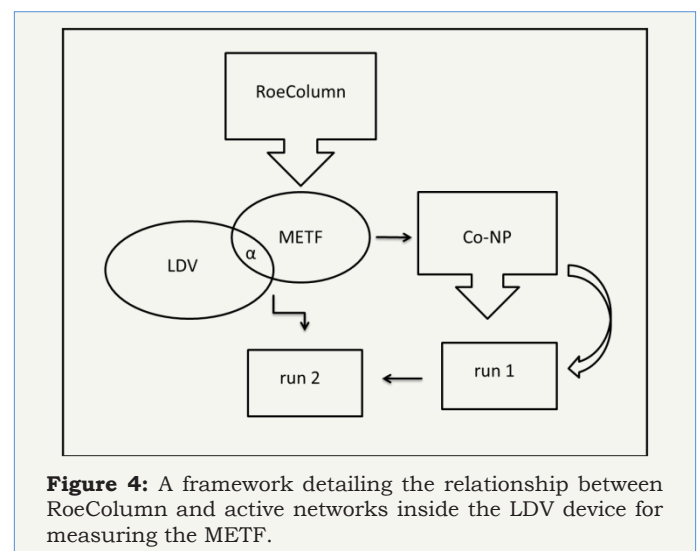 RoeColumn
METF
Co-NP
α
LDV
run 2
run 1
Figure 4: A framework detailing the relationship between
RoeColumn and active networks inside the LDV device for
measuring the METF.